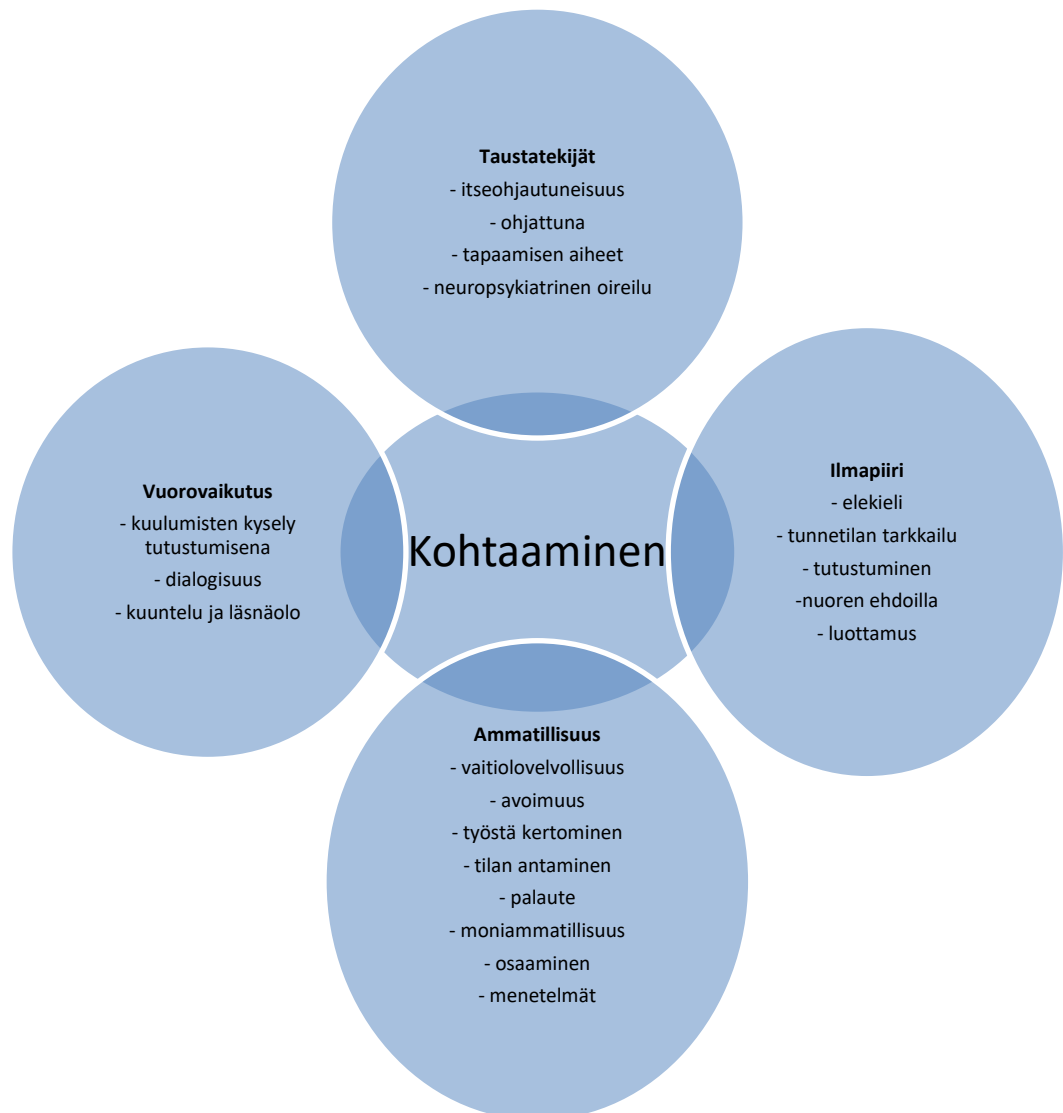 Taustatekijät
- itseohjautuneisuus
- ohjattuna
- tapaamisen aiheet
- neuropsykiatrinen oireilu
Vuorovaikutus
- kuulumisten kysely
tutustumisena
- dialogisuus
- kuuntelu ja läsnäolo
Kohtaaminen
Ilmapiiri
- elekieli
- tunnetilan tarkkailu
- tutustuminen
-nuoren ehdoilla
- luottamus
Ammatillisuus
- vaitiolovelvollisuus
- avoimuus
- työstä kertominen
- tilan antaminen
- palaute
- moniammatillisuus
- osaaminen
- menetelmät